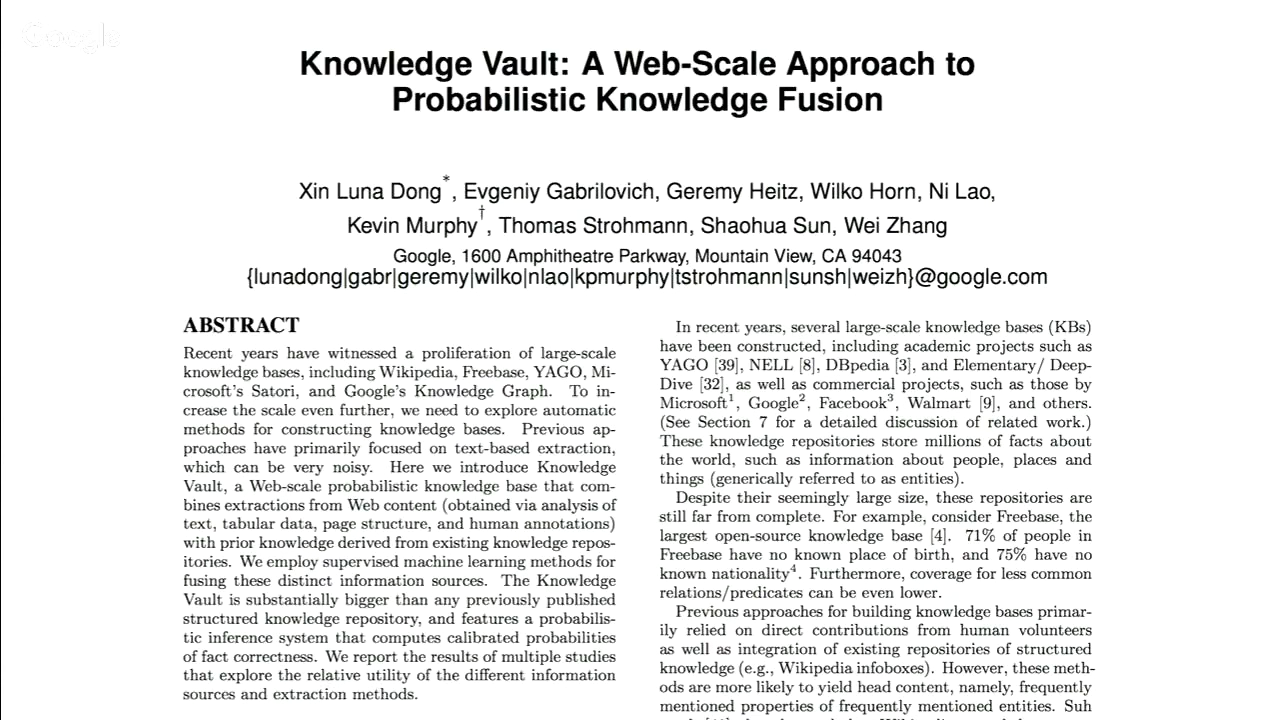 Google
Knowledge Vault: A Web-Scale Approach to
Probabilistic Knowledge Fusion
Xin Luna Dong*, Evgeniy Gabrilovich, Geremy Heitz, Wilko Horn, Ni Lao,
Kevin Murphy†, Thomas Strohmann, Shaohua Sun, Wei Zhang
Google, 1600 Amphitheatre Parkway, Mountain View, CA 94043
{lunadong|gabr|geremy|wilko|nlao|kpmurphy|tstrohmann|sunsh|weizh}@google.com
ABSTRACT
Recent years have witnessed a proliferation of large-scale
knowledge bases, including Wikipedia, Freebase, YAGO, Mi-
crosoft's Satori, and Google's Knowledge Graph. To in-
crease the scale even further, we need to explore automatic
methods for constructing knowledge bases. Previous ap-
proaches have primarily focused on text-based extraction,
which can be very noisy. Here we introduce Knowledge
Vault, a Web-scale probabilistic knowledge base that com-
bines extractions from Web content (obtained via analysis of
text, tabular data, page structure, and human annotations)
with prior knowledge derived from existing knowledge repos-
itories. We employ supervised machine learning methods for
fusing these distinct information sources. The Knowledge
Vault is substantially bigger than any previously published
structured knowledge repository, and features a probabilis-
tic inference system that computes calibrated probabilities
of fact correctness. We report the results of multiple studies
that explore the relative utility of the different information
sources and extraction methods.
In recent years, several large-scale knowledge bases (KBs)
have been constructed, including academic projects such as
YAGO [39], NELL [8], DBpedia [3], and Elementary/ Deep-
Dive [32], as well as commercial projects, such as those by
Microsoft1, Google2, Facebook3, Walmart [9], and others.
(See Section 7 for a detailed discussion of related work.)
These knowledge repositories store millions of facts about
the world, such as information about people, places and
things (generically referred to as entities).
Despite their seemingly large size, these repositories are
still far from complete. For example, consider Freebase, the
largest open-source knowledge base [4]. 71% of people in
Freebase have no known place of birth, and 75% have no
known nationality4. Furthermore, coverage for less common
relations/predicates can be even lower.
Previous approaches for building knowledge bases primar-
ily relied on direct contributions from human volunteers
as well as integration of existing repositories of structured
knowledge (e.g., Wikipedia infoboxes). However, these meth-
ods are more likely to yield head content, namely, frequently
mentioned properties of frequently mentioned entities. Suh